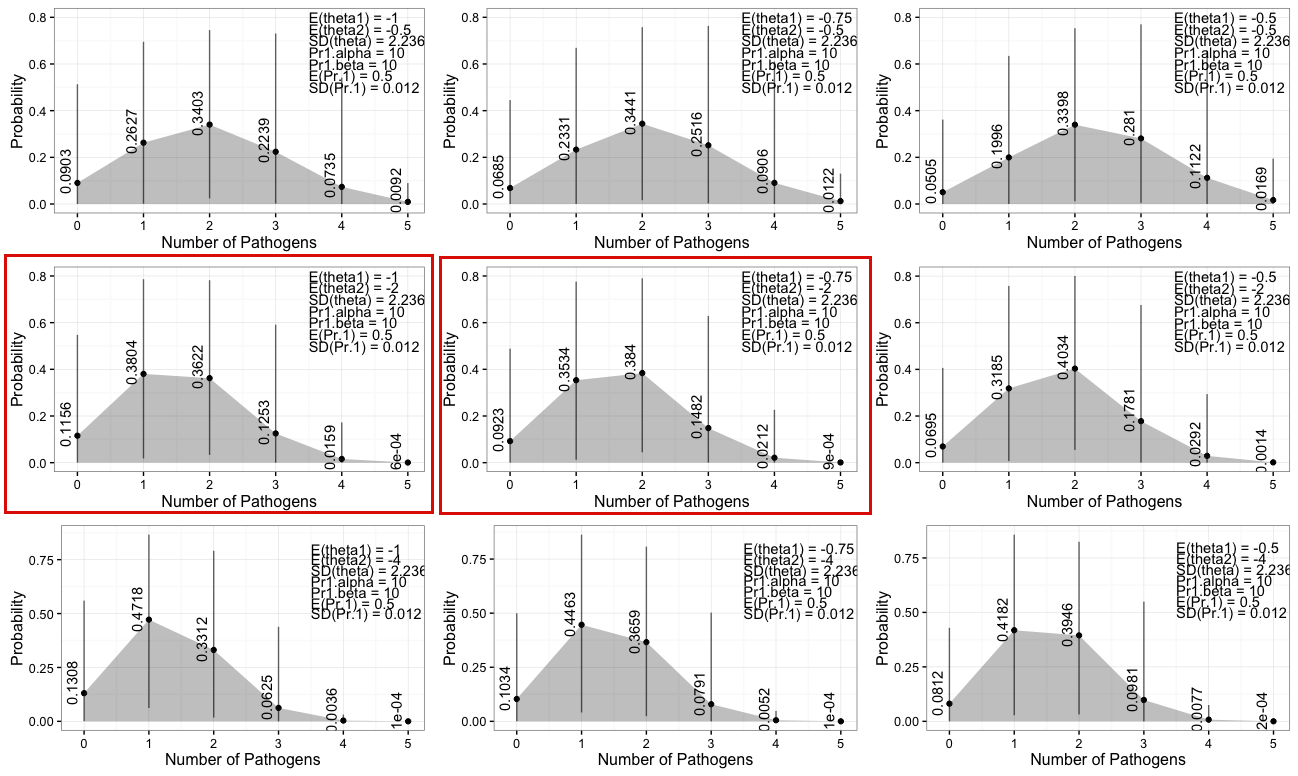 E(theta1) = -1
E(theta2) = -0.5
SD(theta) = 2.236
Pr1.alpha = 10
Pr1.beta = 10
E(Pr.1) = 0.5
SD(Pr.1) = 0.012
Probability
0.8
0.6
0.4
0.2
0.0
0.0903
0.2627
0.3403
0.2239
0.0735
0.0092
0 1 2 3 4 5
Number of Pathogens
E(theta1) = -0.75
E(theta2) = -0.5
SD(theta) = 2.236
Pr1.alpha = 10
Pr1.beta = 10
E(Pr.1) = 0.5
SD(Pr.1) = 0.012
Probability
0.8
0.6
0.4
0.2
0.0
0.0685
0.2331
0.3441
0.2516
0.0906
0.0122
0 1 2 3 4 5
Number of Pathogens
E(theta1) = -0.5
E(theta2) = -0.5
SD(theta) = 2.236
Pr1.alpha = 10
Pr1.beta = 10
E(Pr.1) = 0.5
SD(Pr.1) = 0.012
Probability
0.8
0.6
0.4
0.2
0.0
0.0505
0.1996
0.3398
0.281
0.1122
0.0169
0 1 2 3 4 5
Number of Pathogens
E(theta1) = -1
E(theta2) = -2
SD(theta) = 2.236
Pr1.alpha = 10
Pr1.beta = 10
E(Pr.1) = 0.5
SD(Pr.1) = 0.012
Probability
0.8
0.6
0.4
0.2
0.0
0.1156
0.3804
0.3622
0.1253
0.0159
6e-04
0 1 2 3 4 5
Number of Pathogens
E(theta1) = -0.75
E(theta2) = -2
SD(theta) = 2.236
Pr1.alpha = 10
Pr1.beta = 10
E(Pr.1) = 0.5
SD(Pr.1) = 0.012
Probability
0.8
0.6
0.4
0.2
0.0
0.0923
0.3534
0.384
0.1482
0.0212
9e-04
0 1 2 3 4 5
Number of Pathogens
E(theta1) = -0.5
E(theta2) = -2
SD(theta) = 2.236
Pr1.alpha = 10
Pr1.beta = 10
E(Pr.1) = 0.5
SD(Pr.1) = 0.012
Probability
0.8
0.6
0.4
0.2
0.0
0.0695
0.3185
0.4034
0.1781
0.0292
0.0014
0 1 2 3 4 5
Number of Pathogens
E(theta1) = -1
E(theta2) = -4
SD(theta) = 2.236
Pr1.alpha = 10
Pr1.beta = 10
E(Pr.1) = 0.5
SD(Pr.1) = 0.012
Probability
0.75
0.50
0.25
0.00
0.1308
0.4718
0.3312
0.0625
0.0036
1e-04
0 1 2 3 4 5
Number of Pathogens
E(theta1) = -0.75
E(theta2) = -4
SD(theta) = 2.236
Pr1.alpha = 10
Pr1.beta = 10
E(Pr.1) = 0.5
SD(Pr.1) = 0.012
Probability
0.75
0.50
0.25
0.00
0.1034
0.4463
0.3659
0.0791
0.0052
1e-04
0 1 2 3 4 5
Number of Pathogens
E(theta1) = -0.5
E(theta2) = -4
SD(theta) = 2.236
Pr1.alpha = 10
Pr1.beta = 10
E(Pr.1) = 0.5
SD(Pr.1) = 0.012
Probability
0.75
0.50
0.25
0.00
0.0812
0.4182
0.3946
0.0981
0.0077
2e-04
0 1 2 3 4 5
Number of Pathogens